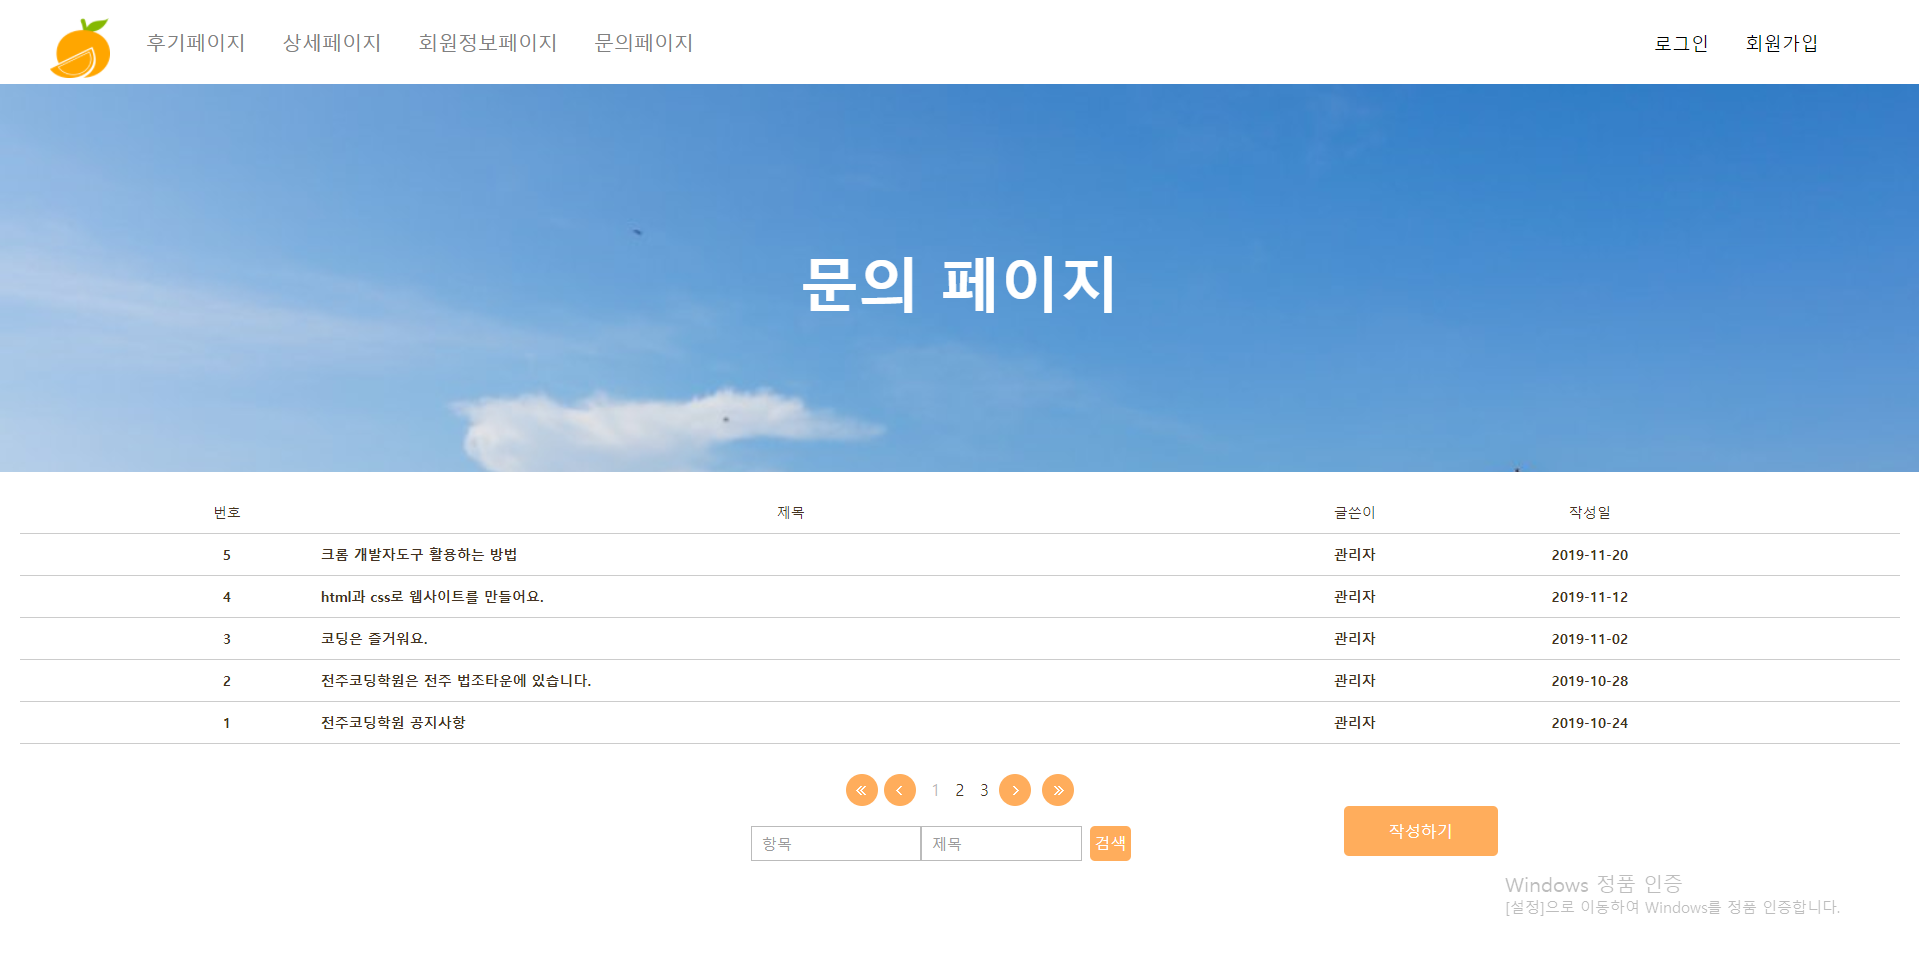 후기페이지 상세페이지 회원정보페이지 문의페이지 로그인 회원가입
문의 페이지
번호 제목 글쓴이 작성일
5 크롬 개발자도구 활용하는 방법 관리자 2019-11-20
4 html과 css로 웹사이트를 만들어요. 관리자 2019-11-12
3 코딩은 즐거워요. 관리자 2019-11-02
2 전주코딩학원은 전주 법조타운에 있습니다. 관리자 2019-10-28
1 전주코딩학원 공지사항 관리자 2019-10-24
1 2 3
항목 제목 검색 작성하기
Windows 정품 인증
[설정]으로 이동하여 Windows를 정품 인증합니다.